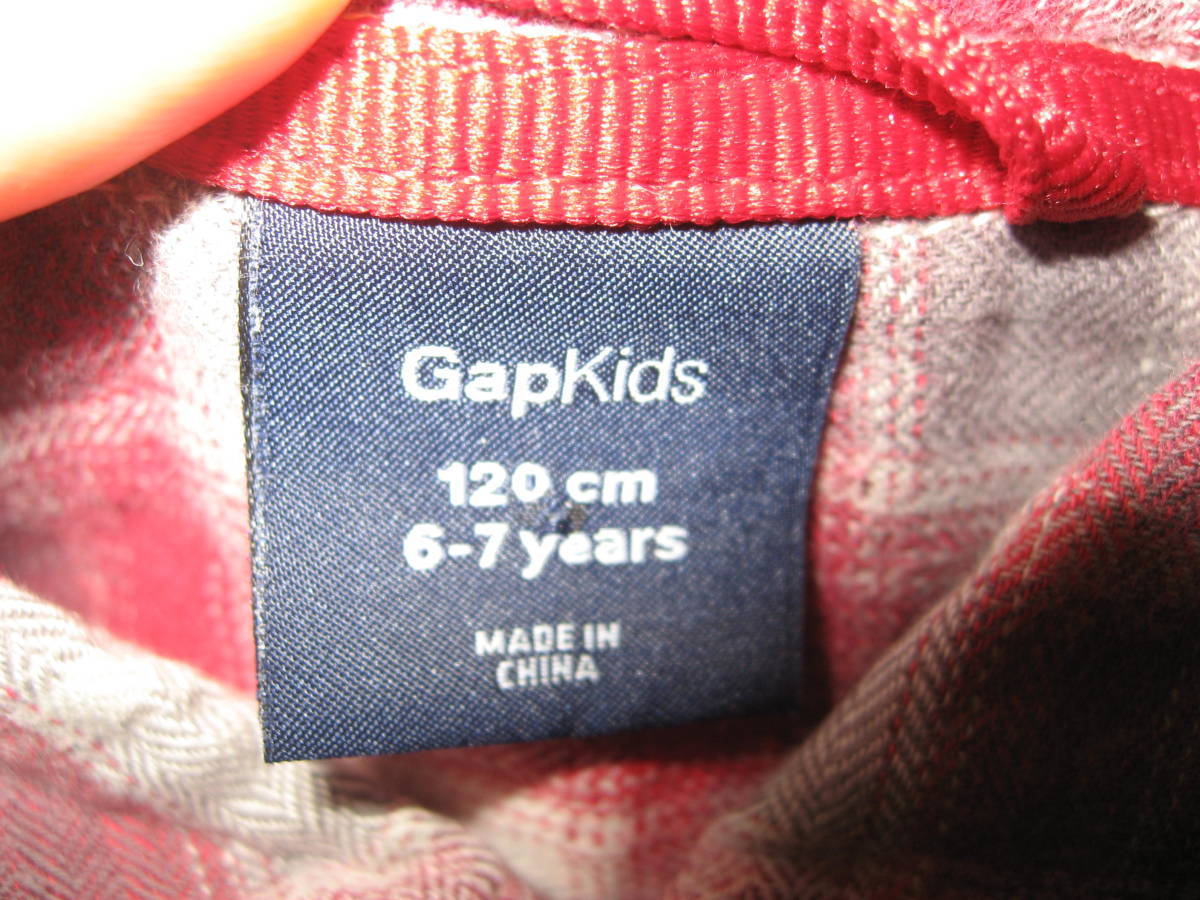 GapKids
120 cm
6-7 years
MADE IN
CHINA